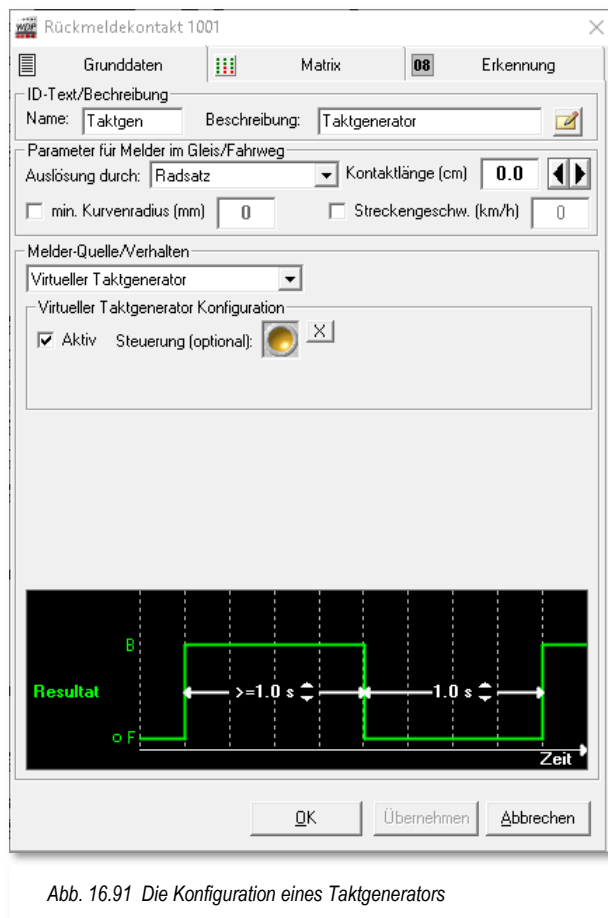 WDP Rückmeldekontakt 1001
Grunddaten Matrix 08 Erkennung
ID-Text/Bechreibung
Name: Taktgen Beschreibung: Taktgenerator
Parameter für Melder im Gleis/Fahrweg
Auslösung durch: Radsatz Kontaktlänge (cm) 0.0
min. Kurvenradius (mm) 0 Streckengeschw. (km/h) 0
Melder-Quelle/Verhalten
Virtueller Taktgenerator
Virtueller Taktgenerator Konfiguration
Aktiv Steuerung (optional): X
B
Resultat >=1.0 s 1.0 s
o F
Zeit
OK Übernehmen Abbrechen
Abb. 16.91 Die Konfiguration eines Taktgenerators